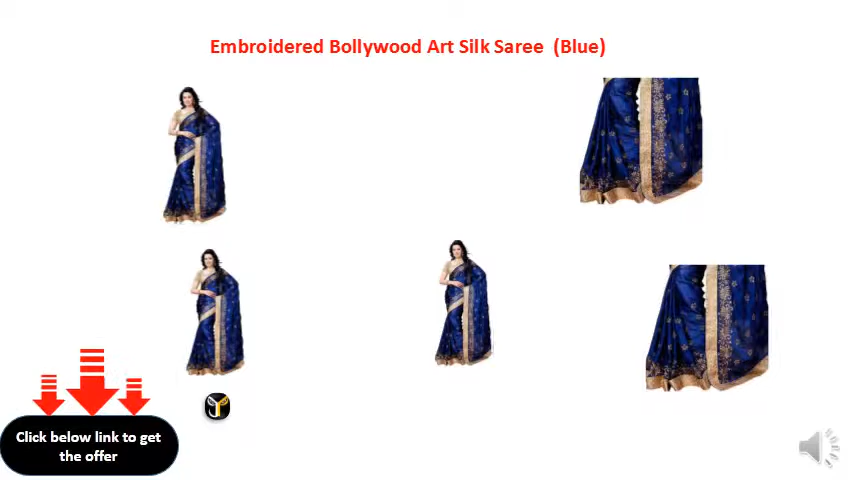 Embroidered Bollywood Art Silk Saree  (Blue)
Click below link to get
the offer